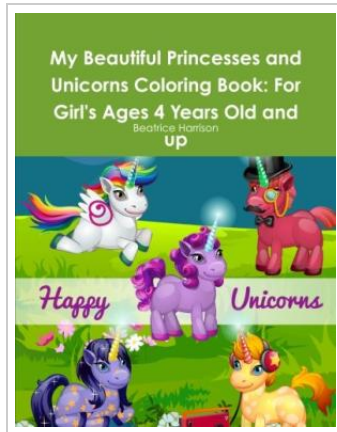 My Beautiful Princesses and
Unicorns Coloring Book: For
Girl's Ages 4 Years Old and
Beatrice Harrison
up
Happy Unicorns